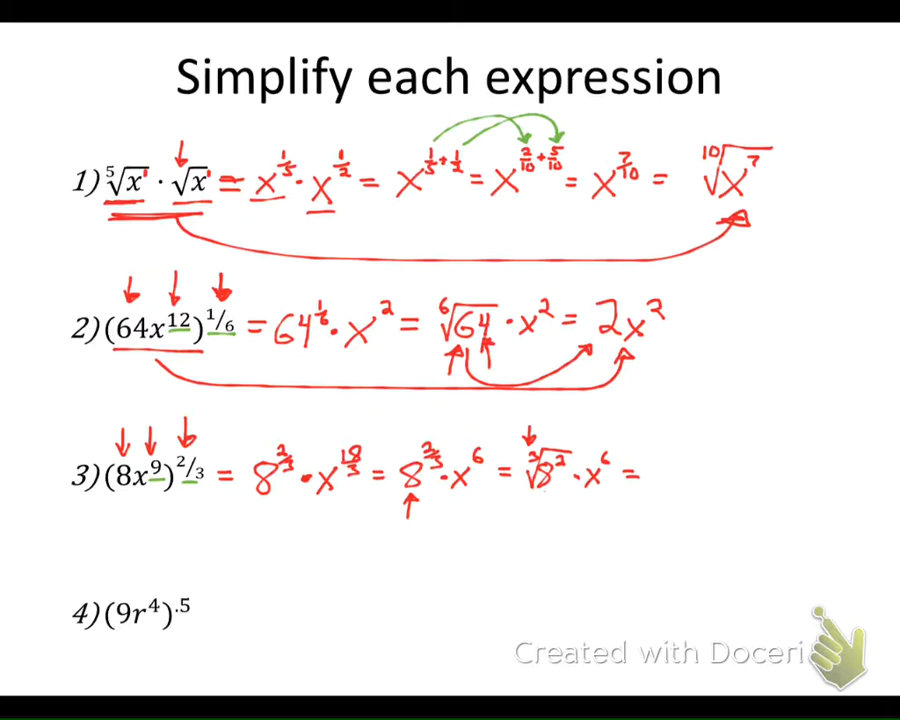 Simplify each expression
1) ⁵√x¹ · √x¹ = x^(1/5) · x^(1/2) = x^(1/5 + 1/2) = x^(2/10 + 5/10) = x^(7/10) = ¹⁰√x⁷
2) (64x¹²)^(1/6) = 64^(1/6) · x² = ⁶√64 · x² = 2x²
3) (8x⁹)^(2/3) = 8^(2/3) · x^(18/3) = 8^(2/3) · x⁶ = ³√8² · x⁶ =
4) (9r⁴)^.5
Created with Doceri